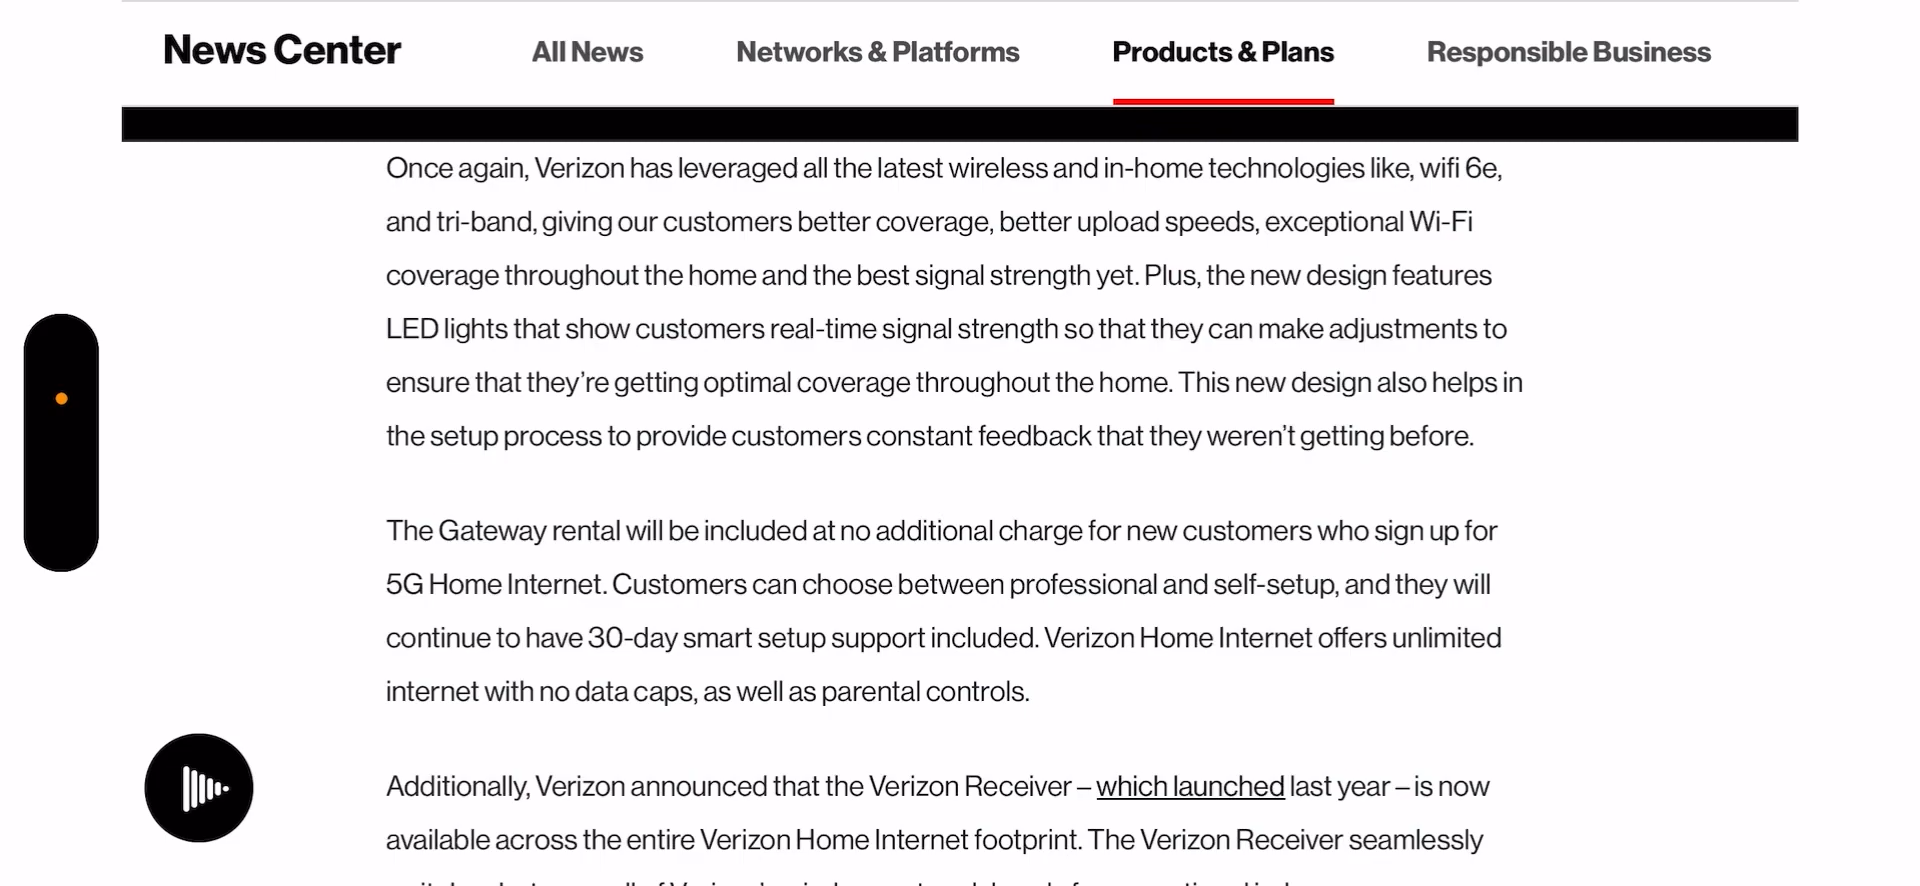 News Center All News Networks & Platforms Products & Plans Responsible Business
Once again, Verizon has leveraged all the latest wireless and in-home technologies like, wifi 6e,
and tri-band, giving our customers better coverage, better upload speeds, exceptional Wi-Fi
coverage throughout the home and the best signal strength yet. Plus, the new design features
LED lights that show customers real-time signal strength so that they can make adjustments to
ensure that they’re getting optimal coverage throughout the home. This new design also helps in
the setup process to provide customers constant feedback that they weren’t getting before.
The Gateway rental will be included at no additional charge for new customers who sign up for
5G Home Internet. Customers can choose between professional and self-setup, and they will
continue to have 30-day smart setup support included. Verizon Home Internet offers unlimited
internet with no data caps, as well as parental controls.
Additionally, Verizon announced that the Verizon Receiver – which launched last year – is now
available across the entire Verizon Home Internet footprint. The Verizon Receiver seamlessly